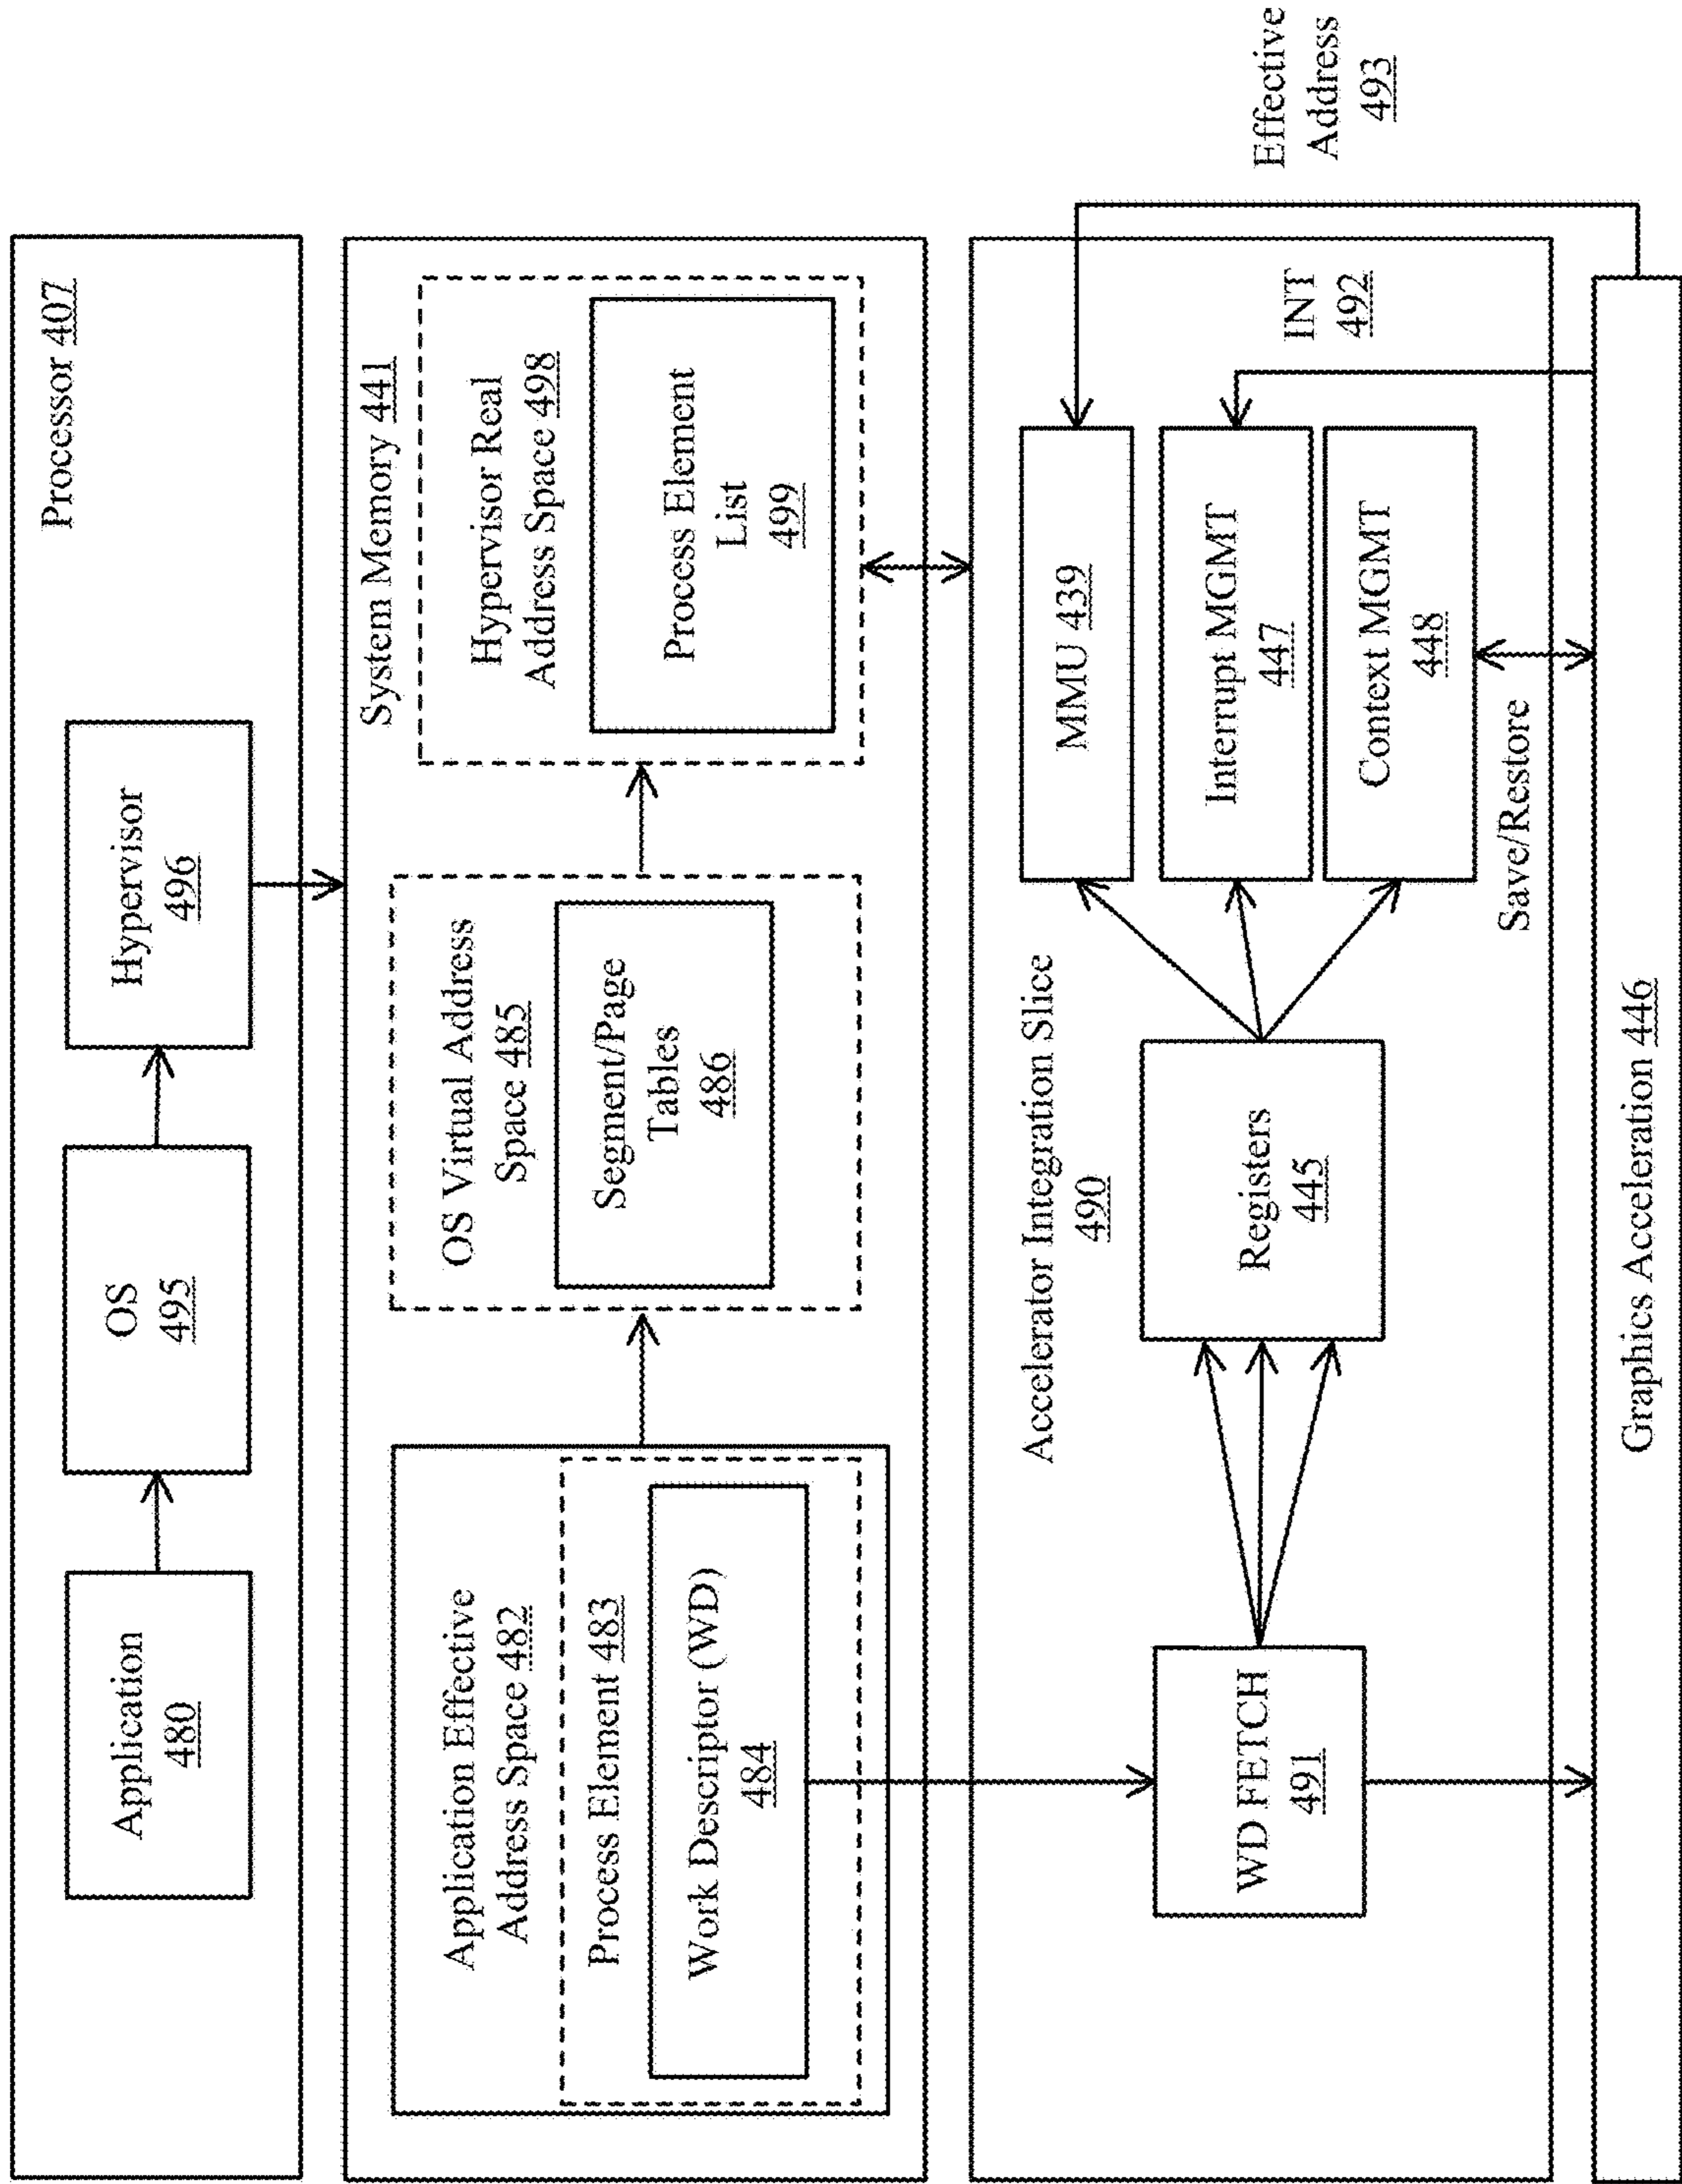 Processor 407
Application
480
OS
495
Hypervisor
496
System Memory 441
Application Effective
Address Space 482
Process Element 483
Work Descriptor (WD)
484
OS Virtual Address
Space 485
Segment/Page
Tables
486
Hypervisor Real
Address Space 498
Process Element
List
499
Accelerator Integration Slice
490
WD FETCH
491
Registers
445
MMU 439
Interrupt MGMT
447
Context MGMT
448
Save/Restore
INT
492
Effective
Address
493
Graphics Acceleration 446